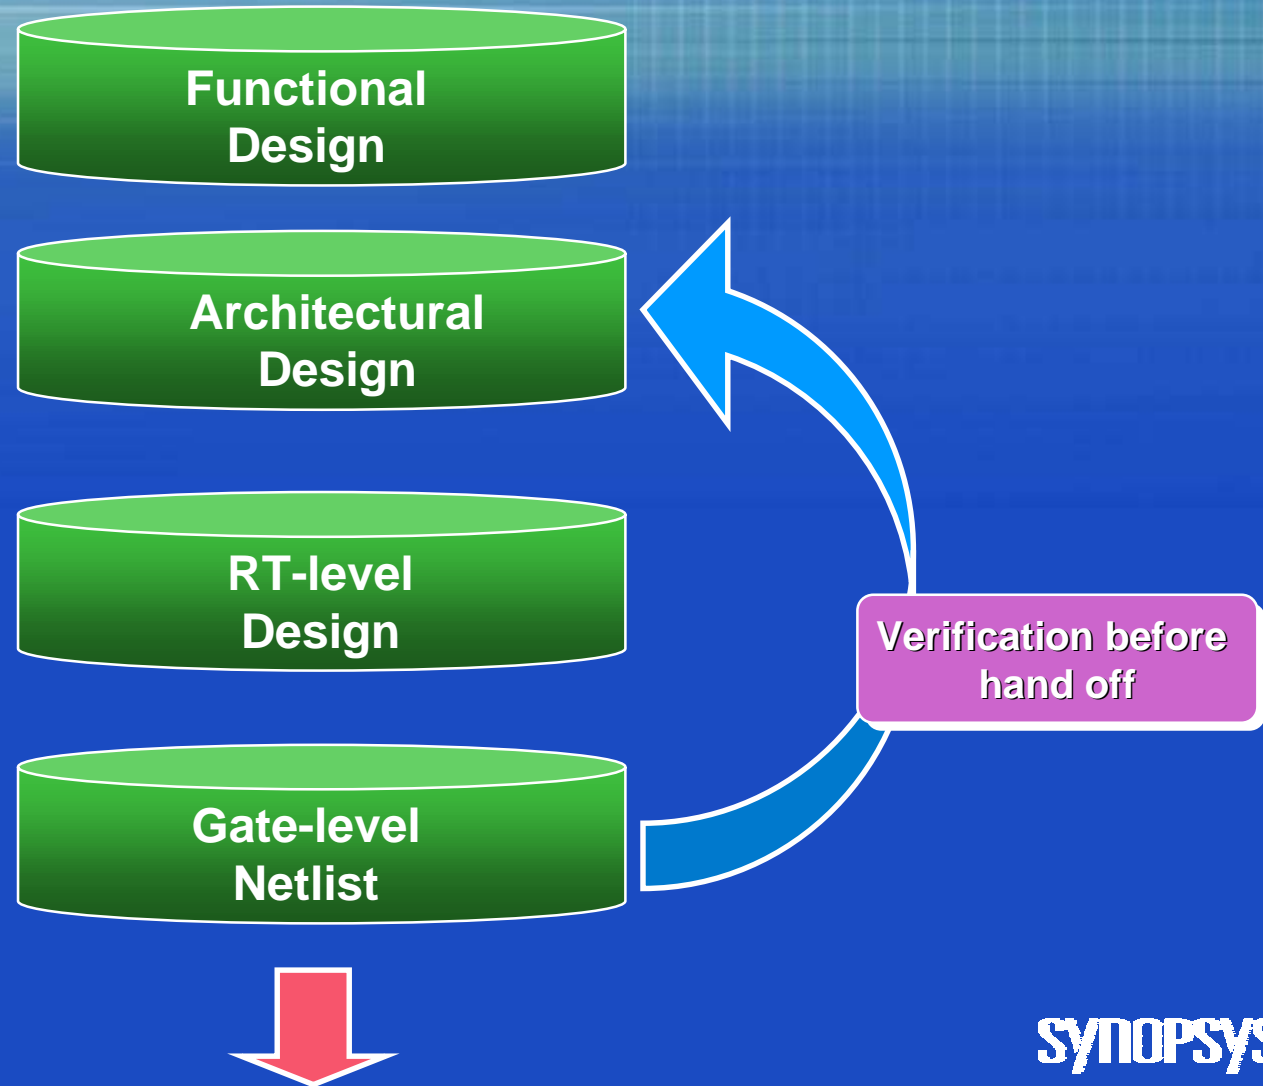 Functional
Design
Architectural
Design
RT-level
Design
Verification before
hand off
Gate-level
Netlist
SYNOPSYS